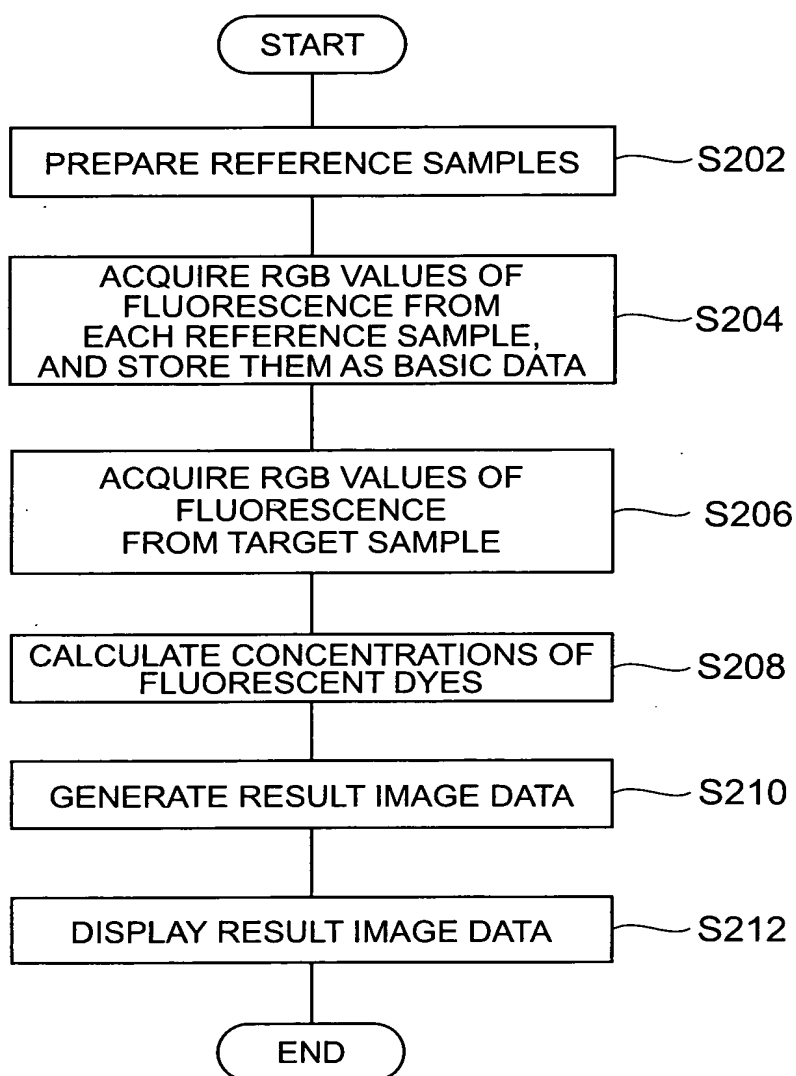 START
PREPARE REFERENCE SAMPLES
S202
ACQUIRE RGB VALUES OF
FLUORESCENCE FROM
EACH REFERENCE SAMPLE,
AND STORE THEM AS BASIC DATA
S204
ACQUIRE RGB VALUES OF
FLUORESCENCE
FROM TARGET SAMPLE
S206
CALCULATE CONCENTRATIONS OF
FLUORESCENT DYES
S208
GENERATE RESULT IMAGE DATA
S210
DISPLAY RESULT IMAGE DATA
S212
END